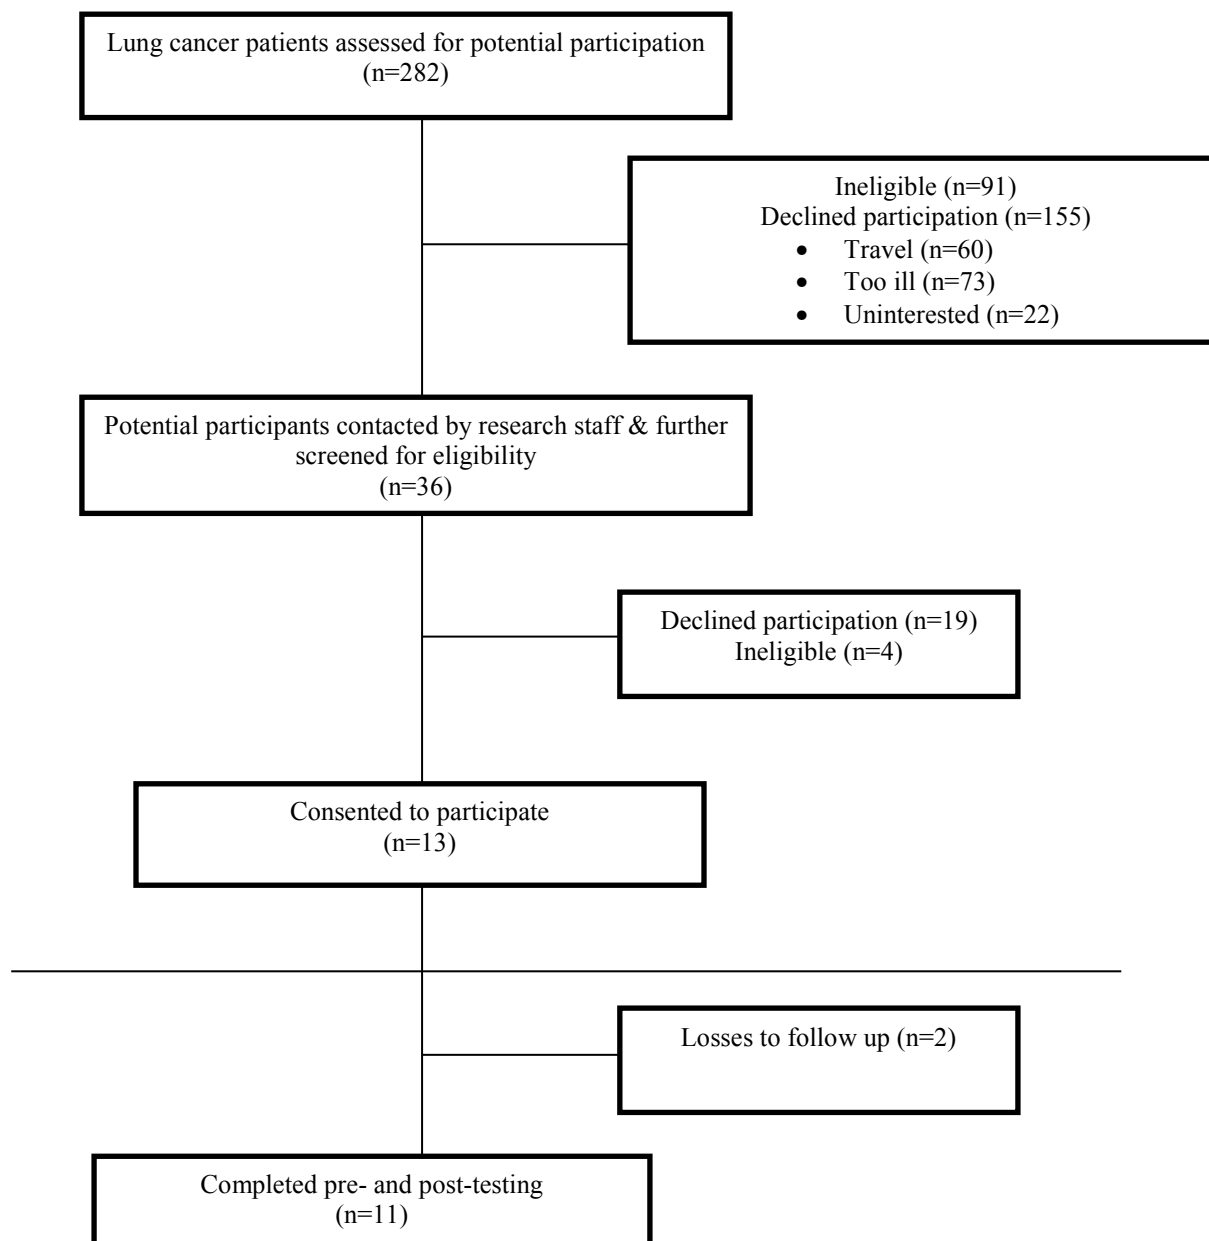 Lung cancer patients assessed for potential participation
(n=282)
Ineligible (n=91)
Declined participation (n=155)
• Travel (n=60)
• Too ill (n=73)
• Uninterested (n=22)
Potential participants contacted by research staff & further
screened for eligibility
(n=36)
Declined participation (n=19)
Ineligible (n=4)
Consented to participate
(n=13)
Losses to follow up (n=2)
Completed pre- and post-testing
(n=11)